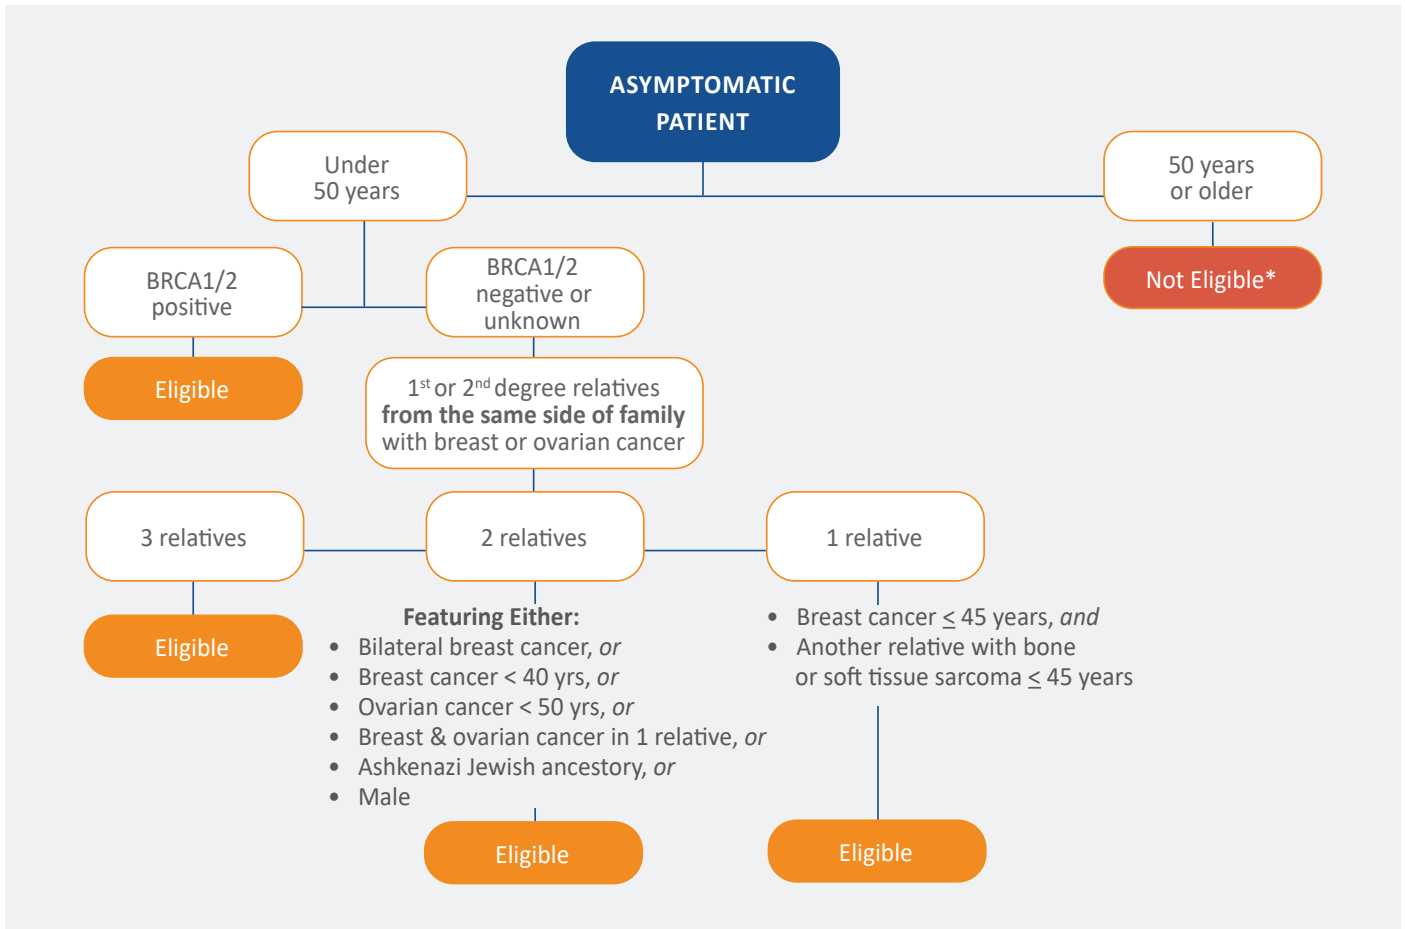 ASYMPTOMATIC
PATIENT
Under
50 years
50 years
or older
BRCA1/2
positive
BRCA1/2
negative or
unknown
Not Eligible*
Eligible
1st or 2nd degree relatives
from the same side of family
with breast or ovarian cancer
3 relatives
2 relatives
1 relative
Eligible
Featuring Either:
• Bilateral breast cancer, or
• Breast cancer < 40 yrs, or
• Ovarian cancer < 50 yrs, or
• Breast & ovarian cancer in 1 relative, or
• Ashkenazi Jewish ancestory, or
• Male
• Breast cancer ≤ 45 years, and
• Another relative with bone
or soft tissue sarcoma ≤ 45 years
Eligible
Eligible